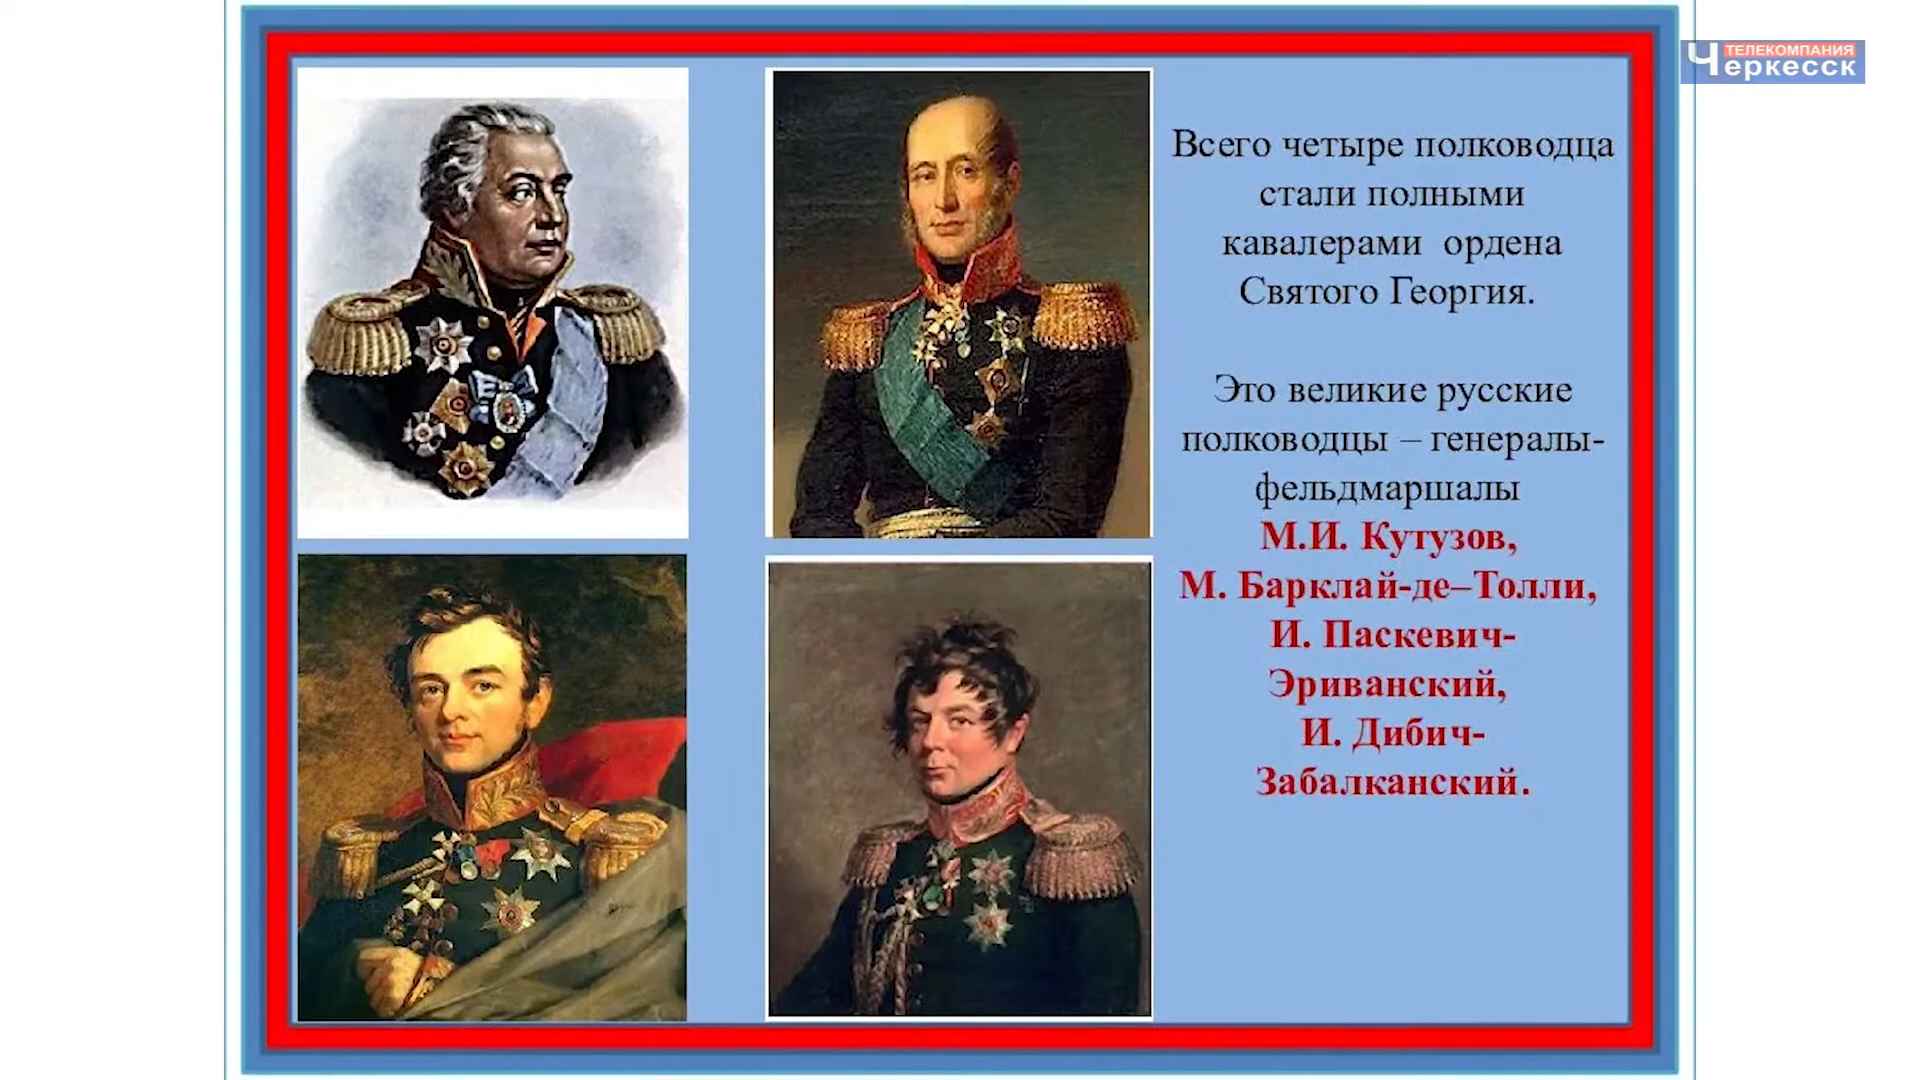 ТЕЛЕКОМПАНИЯ
Черкесск
Всего четыре полководца
стали полными
кавалерами ордена
Святого Георгия.
Это великие русские
полководцы – генералы-
фельдмаршалы
М.И. Кутузов,
М. Барклай-де–Толли,
И. Паскевич-
Эриванский,
И. Дибич-
Забалканский.